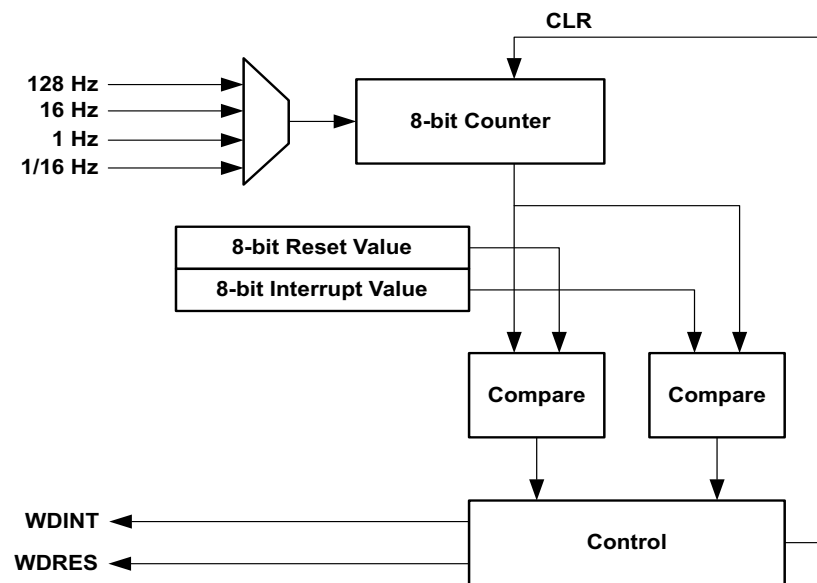 CLR
128 Hz
16 Hz
1 Hz
1/16 Hz
8-bit Counter
8-bit Reset Value
8-bit Interrupt Value
Compare
Compare
WDINT
WDRES
Control